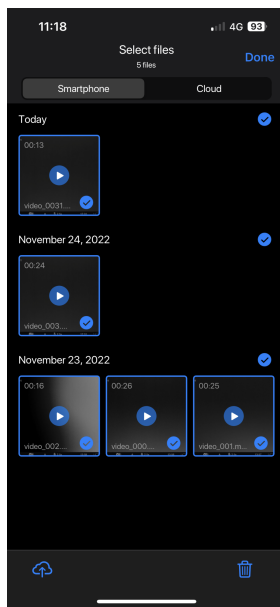 11:18
4G 93
Select files
5 files
Done
Smartphone
Cloud
Today
00:13
video_0031...
November 24, 2022
00:24
video_003....
November 23, 2022
00:16
00:26
00:25
video_002....
video_000....
video_001.m...